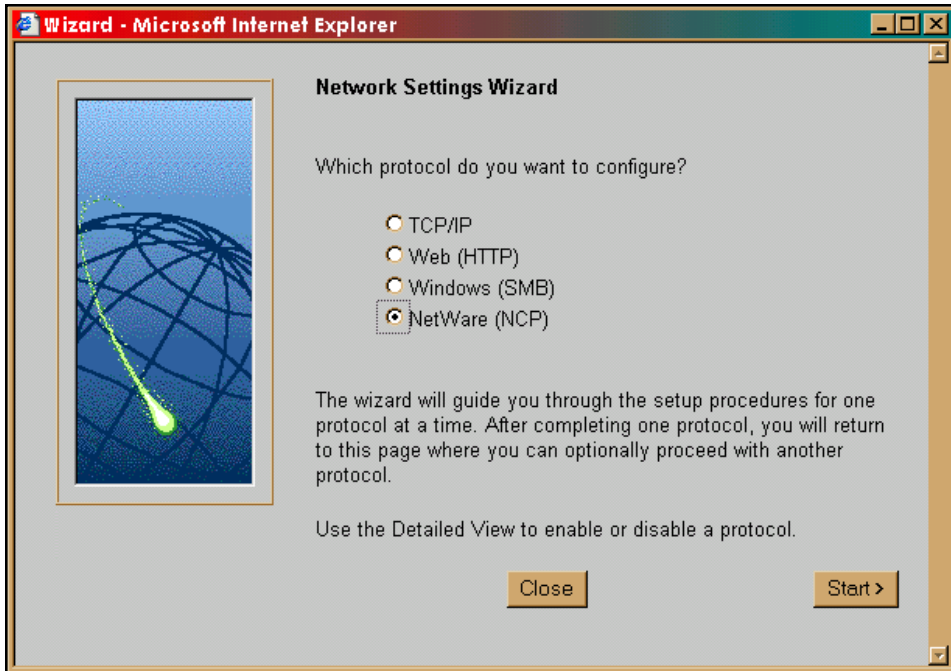 Wizard - Microsoft Internet Explorer
Network Settings Wizard
Which protocol do you want to configure?
TCP/IP
Web (HTTP)
Windows (SMB)
NetWare (NCP)
The wizard will guide you through the setup procedures for one
protocol at a time. After completing one protocol, you will return
to this page where you can optionally proceed with another
protocol.
Use the Detailed View to enable or disable a protocol.
Close
Start >